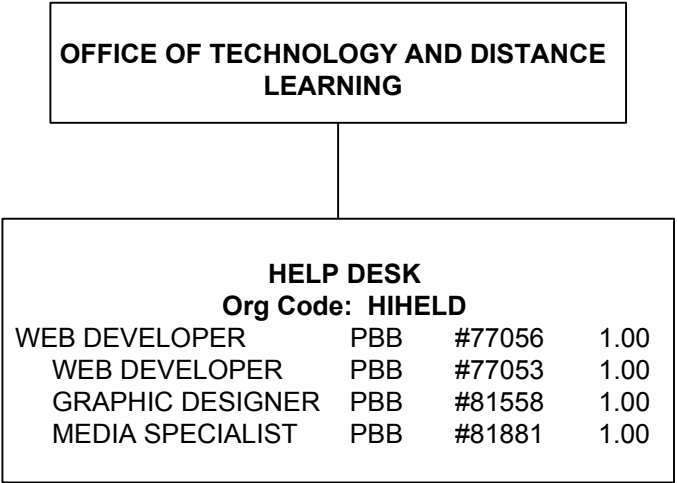 OFFICE OF TECHNOLOGY AND DISTANCE
LEARNING
HELP DESK
Org Code: HIHELD
WEB DEVELOPER PBB #77056 1.00
WEB DEVELOPER PBB #77053 1.00
GRAPHIC DESIGNER PBB #81558 1.00
MEDIA SPECIALIST PBB #81881 1.00